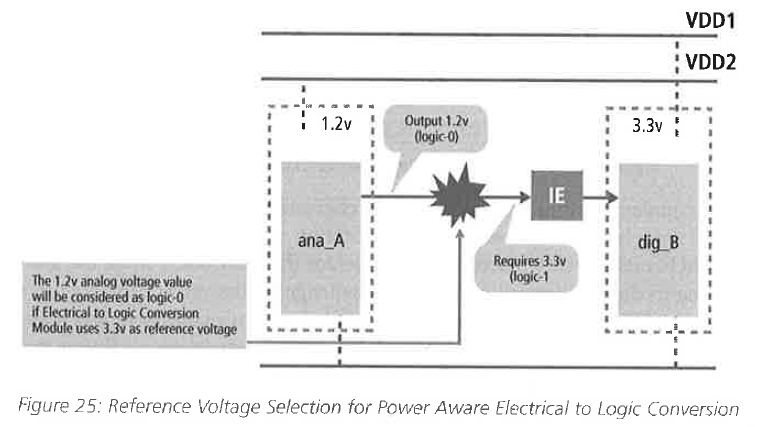 VDD1
VDD2
1.2v
Output 1.2v
(logic-0)
3.3v
IE
ana_A
dig_B
Requires 3.3v
(logic-1
The 1.2v analog voltage value
will be considered as logic-0
if Electrical to Logic Conversion
Module uses 3.3v as reference voltage
Figure 25: Reference Voltage Selection for Power Aware Electrical to Logic Conversion